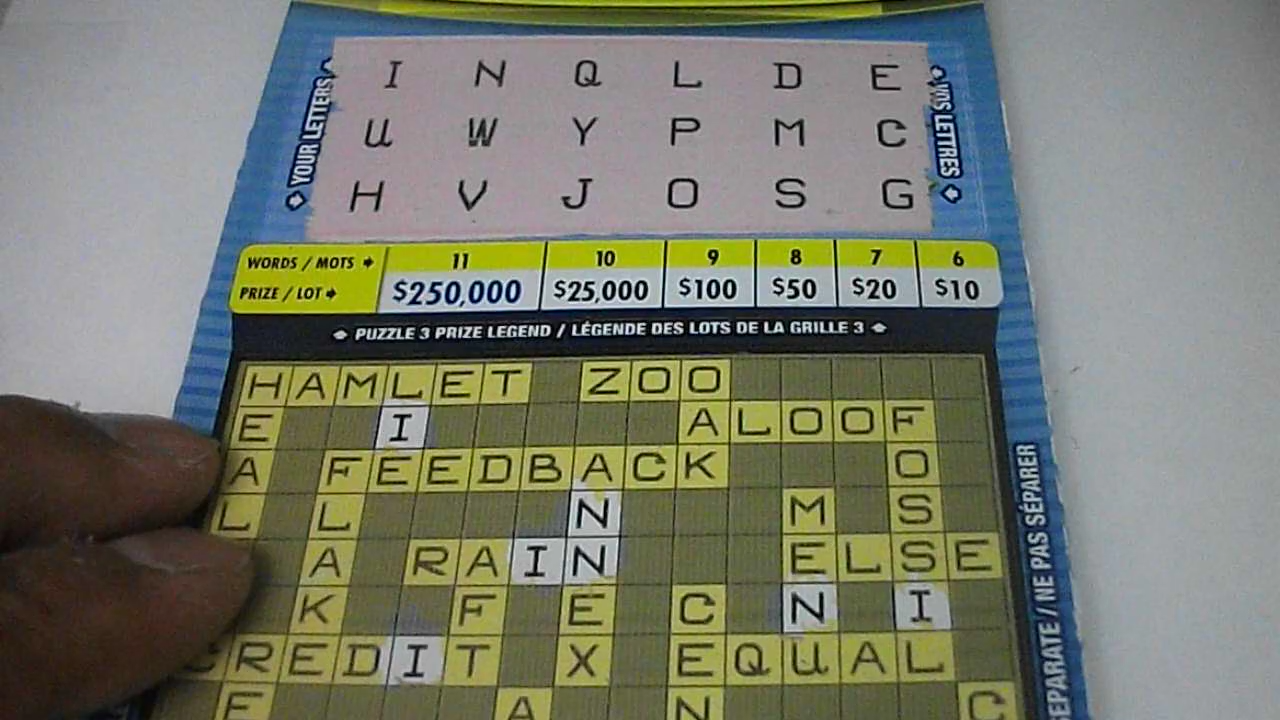 I N Q L D E
U W Y P M C
H V J O S G
YOUR LETTERS
VOS LETTRES
WORDS / MOTS 11 10 9 8 7 6
PRIZE / LOT $250,000 $25,000 $100 $50 $20 $10
PUZZLE 3 PRIZE LEGEND / LÉGENDE DES LOTS DE LA GRILLE 3
HAMLET ZOO
E I ALOOF
A FEEDBACK O
L L N M S
A RAIN ELSE
K F E C N I
CREDIT X EQUAL
E A N C
SEPARATE / NE PAS SÉPARER